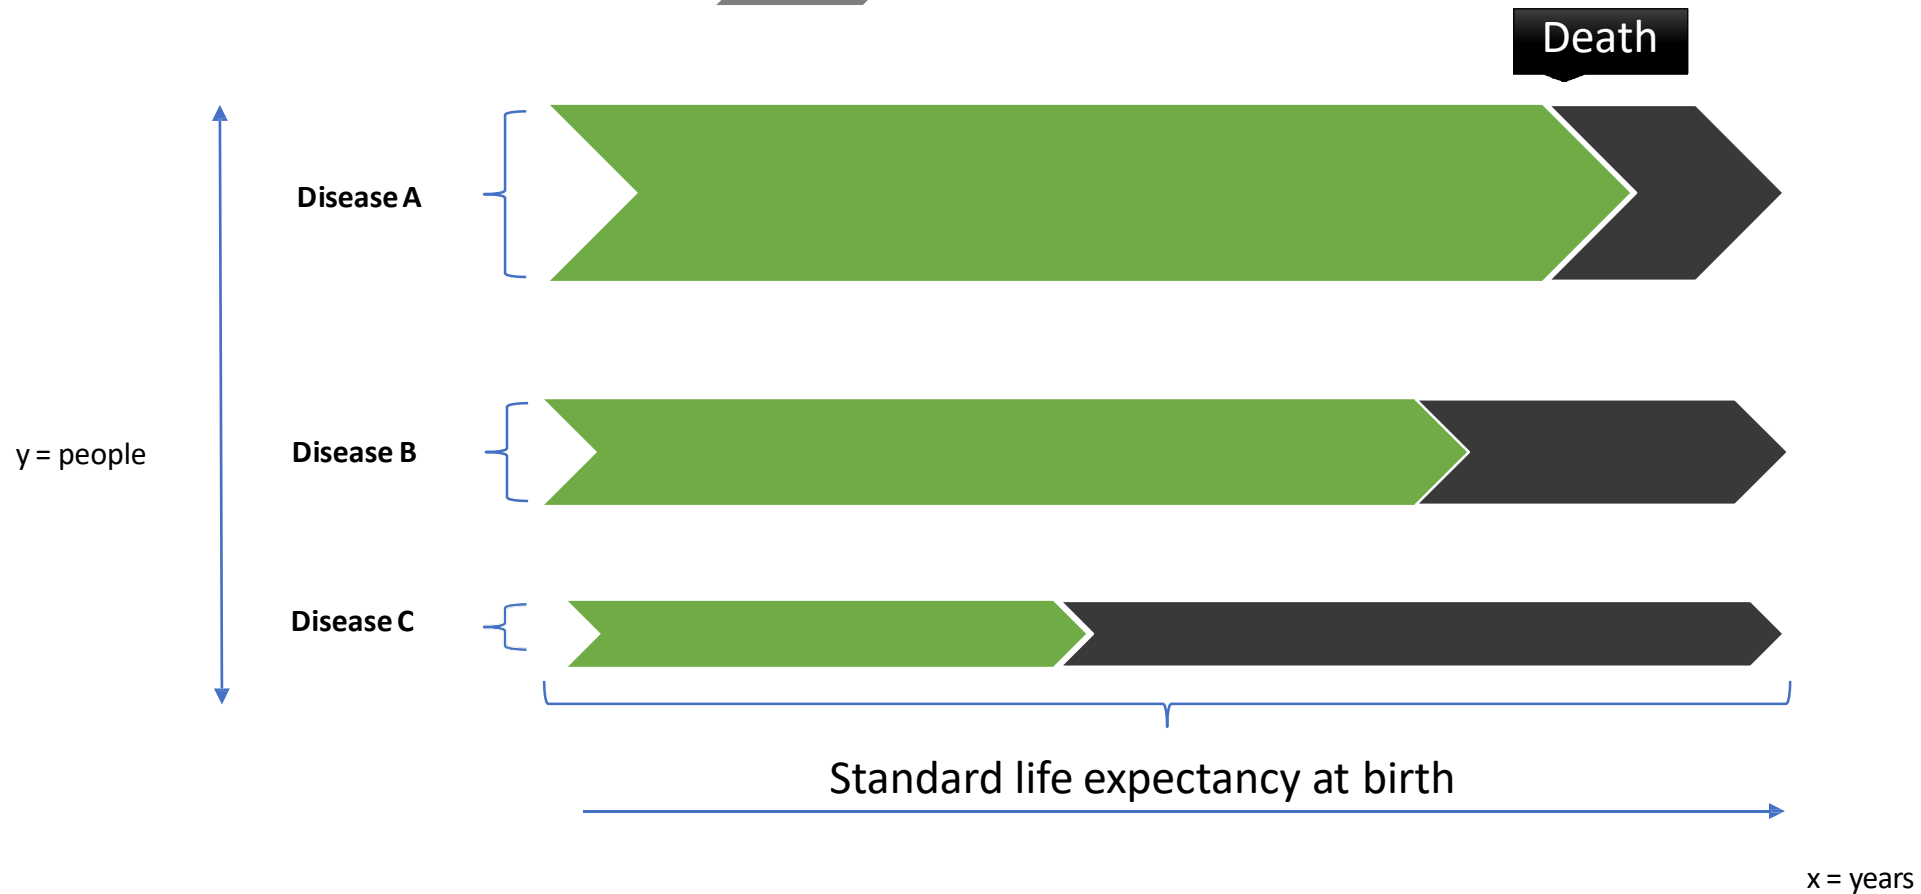 Death
Disease A
y = people
Disease B
Disease C
Standard life expectancy at birth
x = years